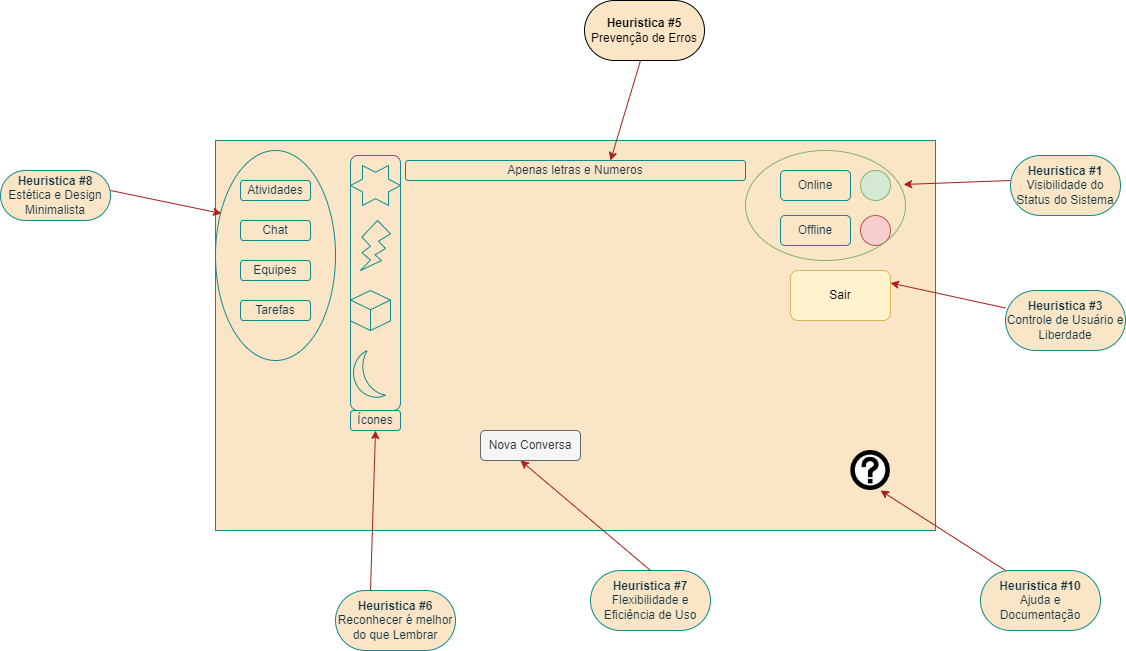 Heuristica #5
Prevenção de Erros
Heuristica #8
Estética e Design
Minimalista
Atividades
Chat
Equipes
Tarefas
Ícones
Apenas letras e Numeros
Online
Offline
Sair
Heuristica #1
Visibilidade do
Status do Sistema
Heuristica #3
Controle de Usuário e
Liberdade
Nova Conversa
?
Heuristica #6
Reconhecer é melhor
do que Lembrar
Heuristica #7
Flexibilidade e
Eficiência de Uso
Heuristica #10
Ajuda e
Documentação